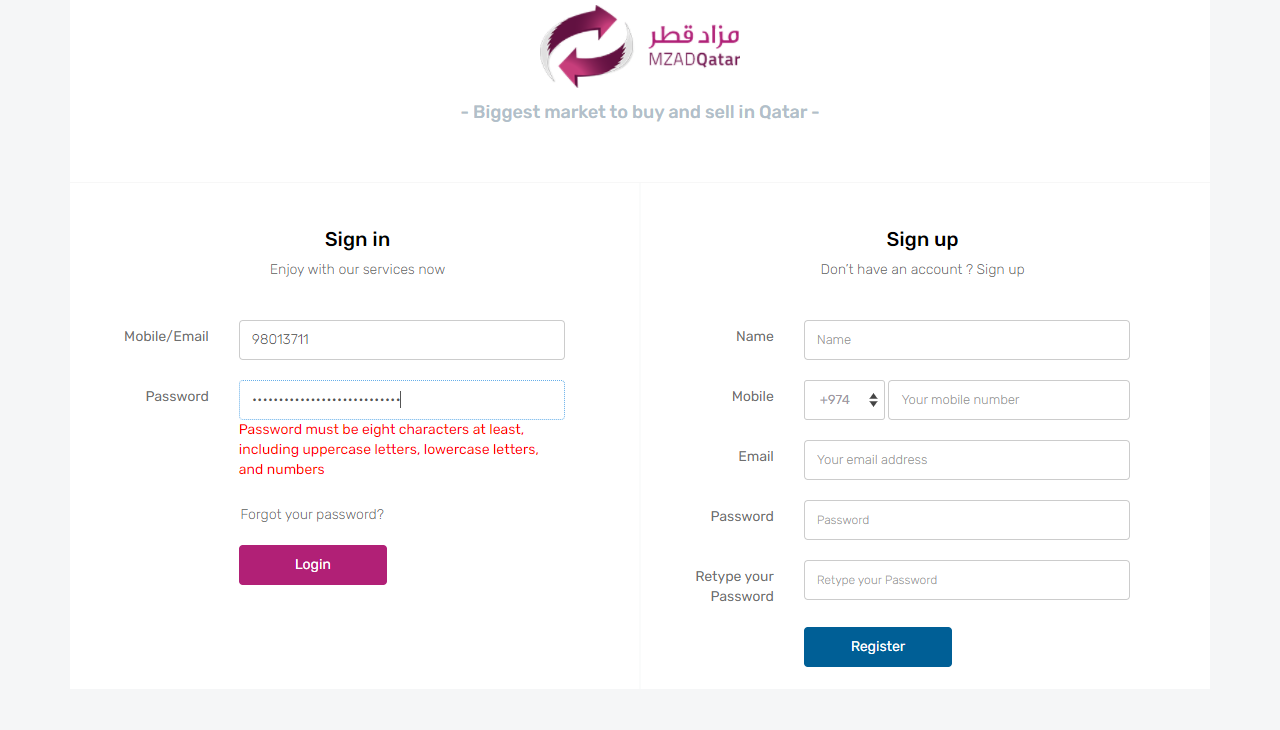 مزاد قطر
MZADQatar
- Biggest market to buy and sell in Qatar -
Sign in
Enjoy with our services now
Mobile/Email
98013711
Password
••••••••••••••••••••••••••••
Password must be eight characters at least,
including uppercase letters, lowercase letters,
and numbers
Forgot your password?
Login
Sign up
Don't have an account ? Sign up
Name
Name
Mobile
+974
Your mobile number
Email
Your email address
Password
Password
Retype your
Password
Retype your Password
Register